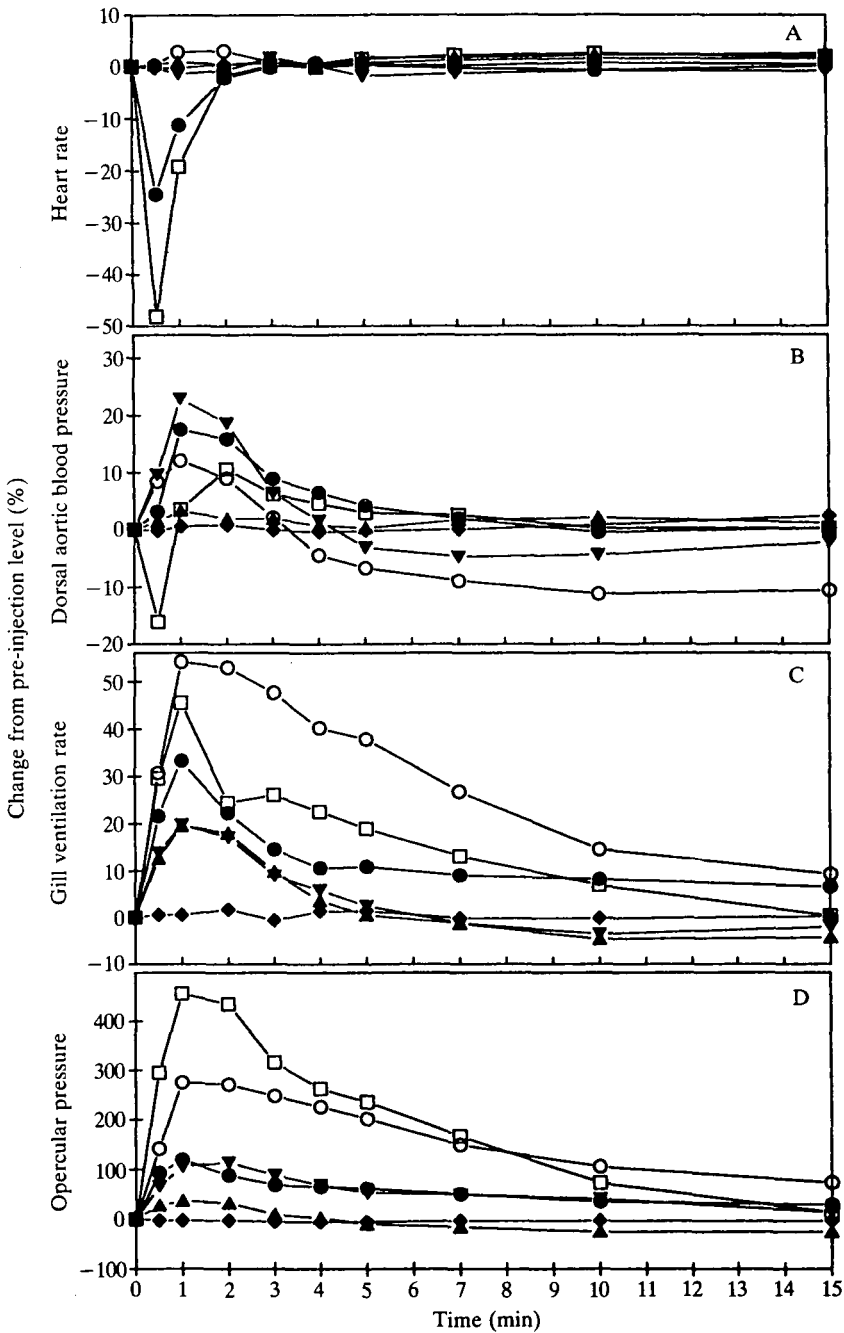 Change from pre-injection level (%)
Heart rate
10
0
−10
−20
−30
−40
−50
A
Dorsal aortic blood pressure
30
20
10
0
−10
−20
B
Gill ventilation rate
50
40
30
20
10
0
−10
C
Opercular pressure
400
300
200
100
0
−100
D
0 1 2 3 4 5 6 7 8 9 10 11 12 13 14 15
Time (min)